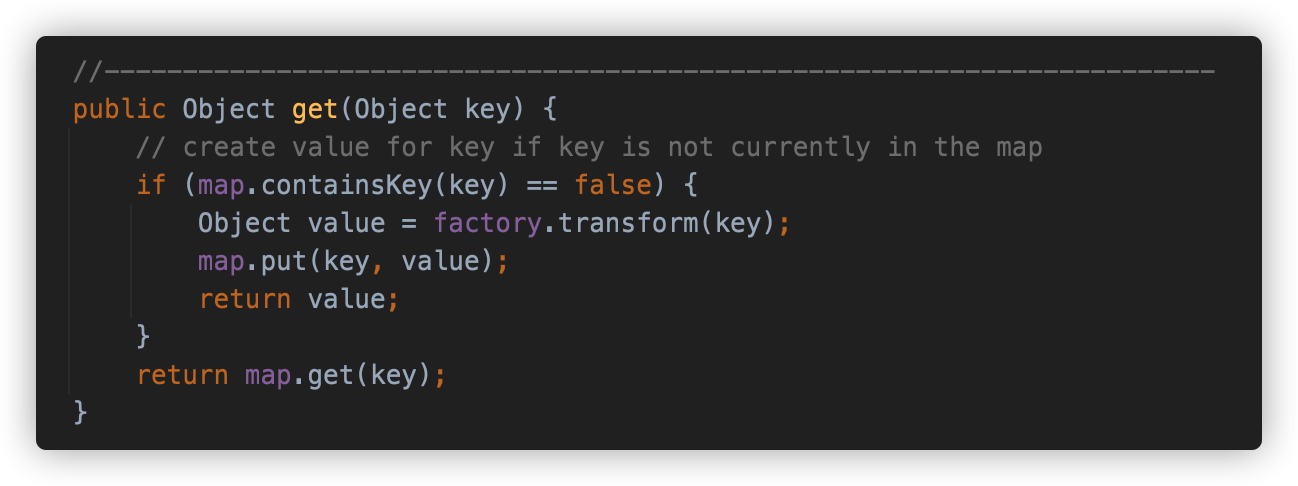 //-----------------------------------------------------------------------
public Object get(Object key) {
    // create value for key if key is not currently in the map
    if (map.containsKey(key) == false) {
        Object value = factory.transform(key);
        map.put(key, value);
        return value;
    }
    return map.get(key);
}